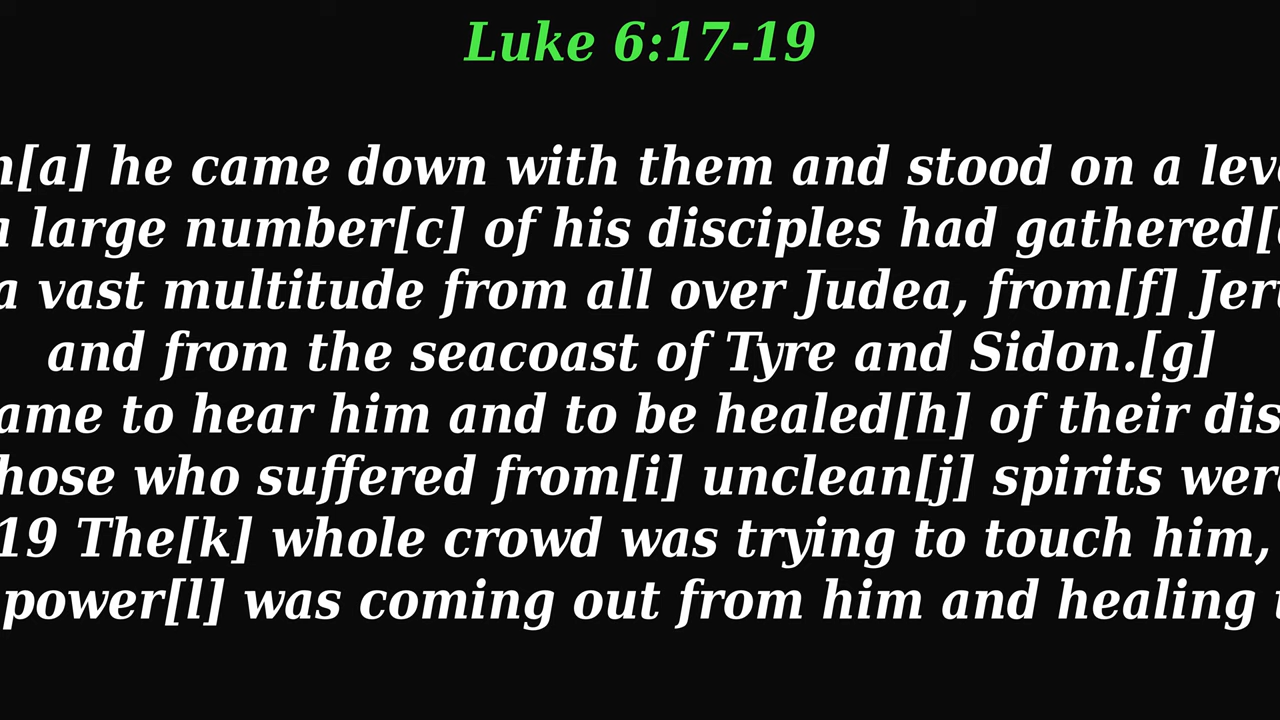 Luke 6:17-19
he came down with them and stood on a
large number[c] of his disciples had
a vast multitude from all over Judea, from[f]
and from the seacoast of Tyre and Sidon.[g]
to hear him and to be healed[h] of their
who suffered from[i] unclean[j] spirits
19 The[k] whole crowd was trying to touch him,
power[l] was coming out from him and healing